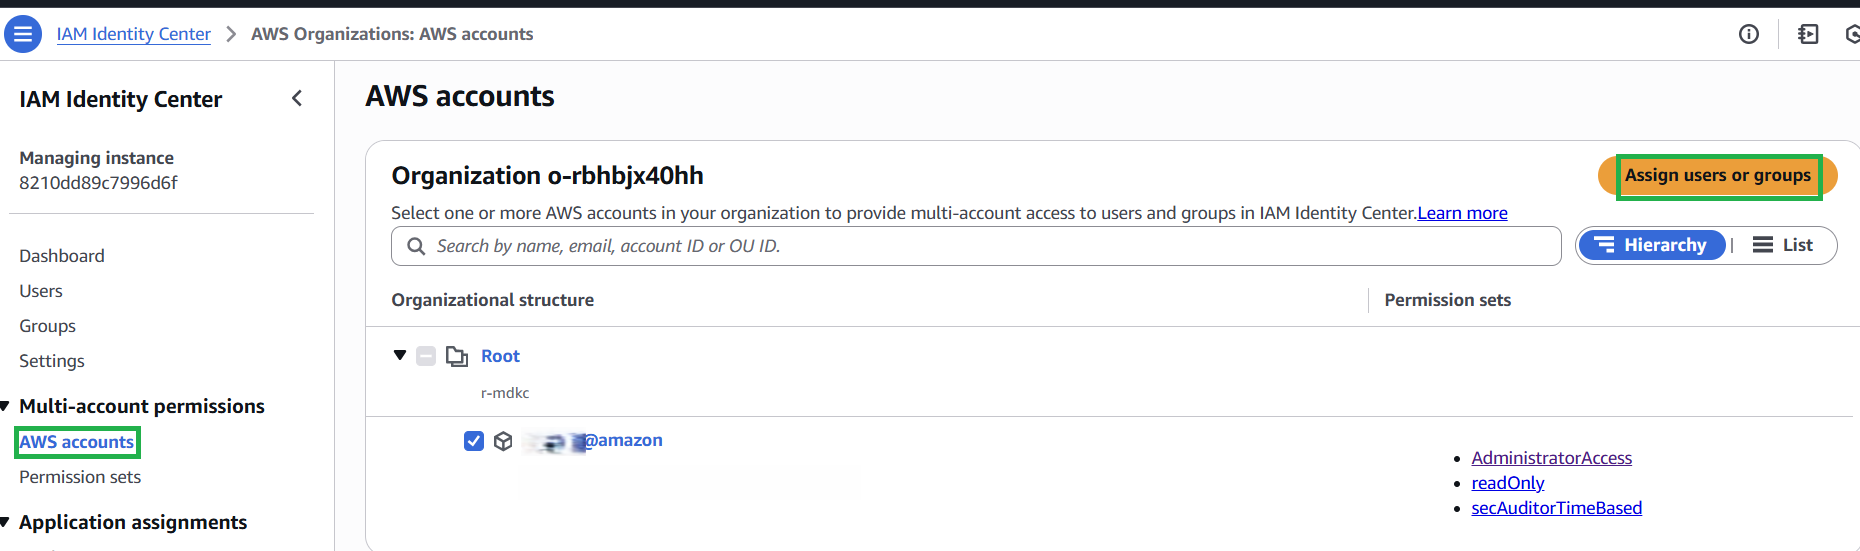 IAM Identity Center > AWS Organizations: AWS accounts
IAM Identity Center
Managing instance
8210dd89c7996d6f
Dashboard
Users
Groups
Settings
Multi-account permissions
AWS accounts
Permission sets
Application assignments
AWS accounts
Organization o-rbhbjx40hh
Assign users or groups
Select one or more AWS accounts in your organization to provide multi-account access to users and groups in IAM Identity Center.Learn more
Search by name, email, account ID or OU ID.
Hierarchy | List
Organizational structure
Permission sets
Root
r-mdkc
@amazon
AdministratorAccess
readOnly
secAuditorTimeBased